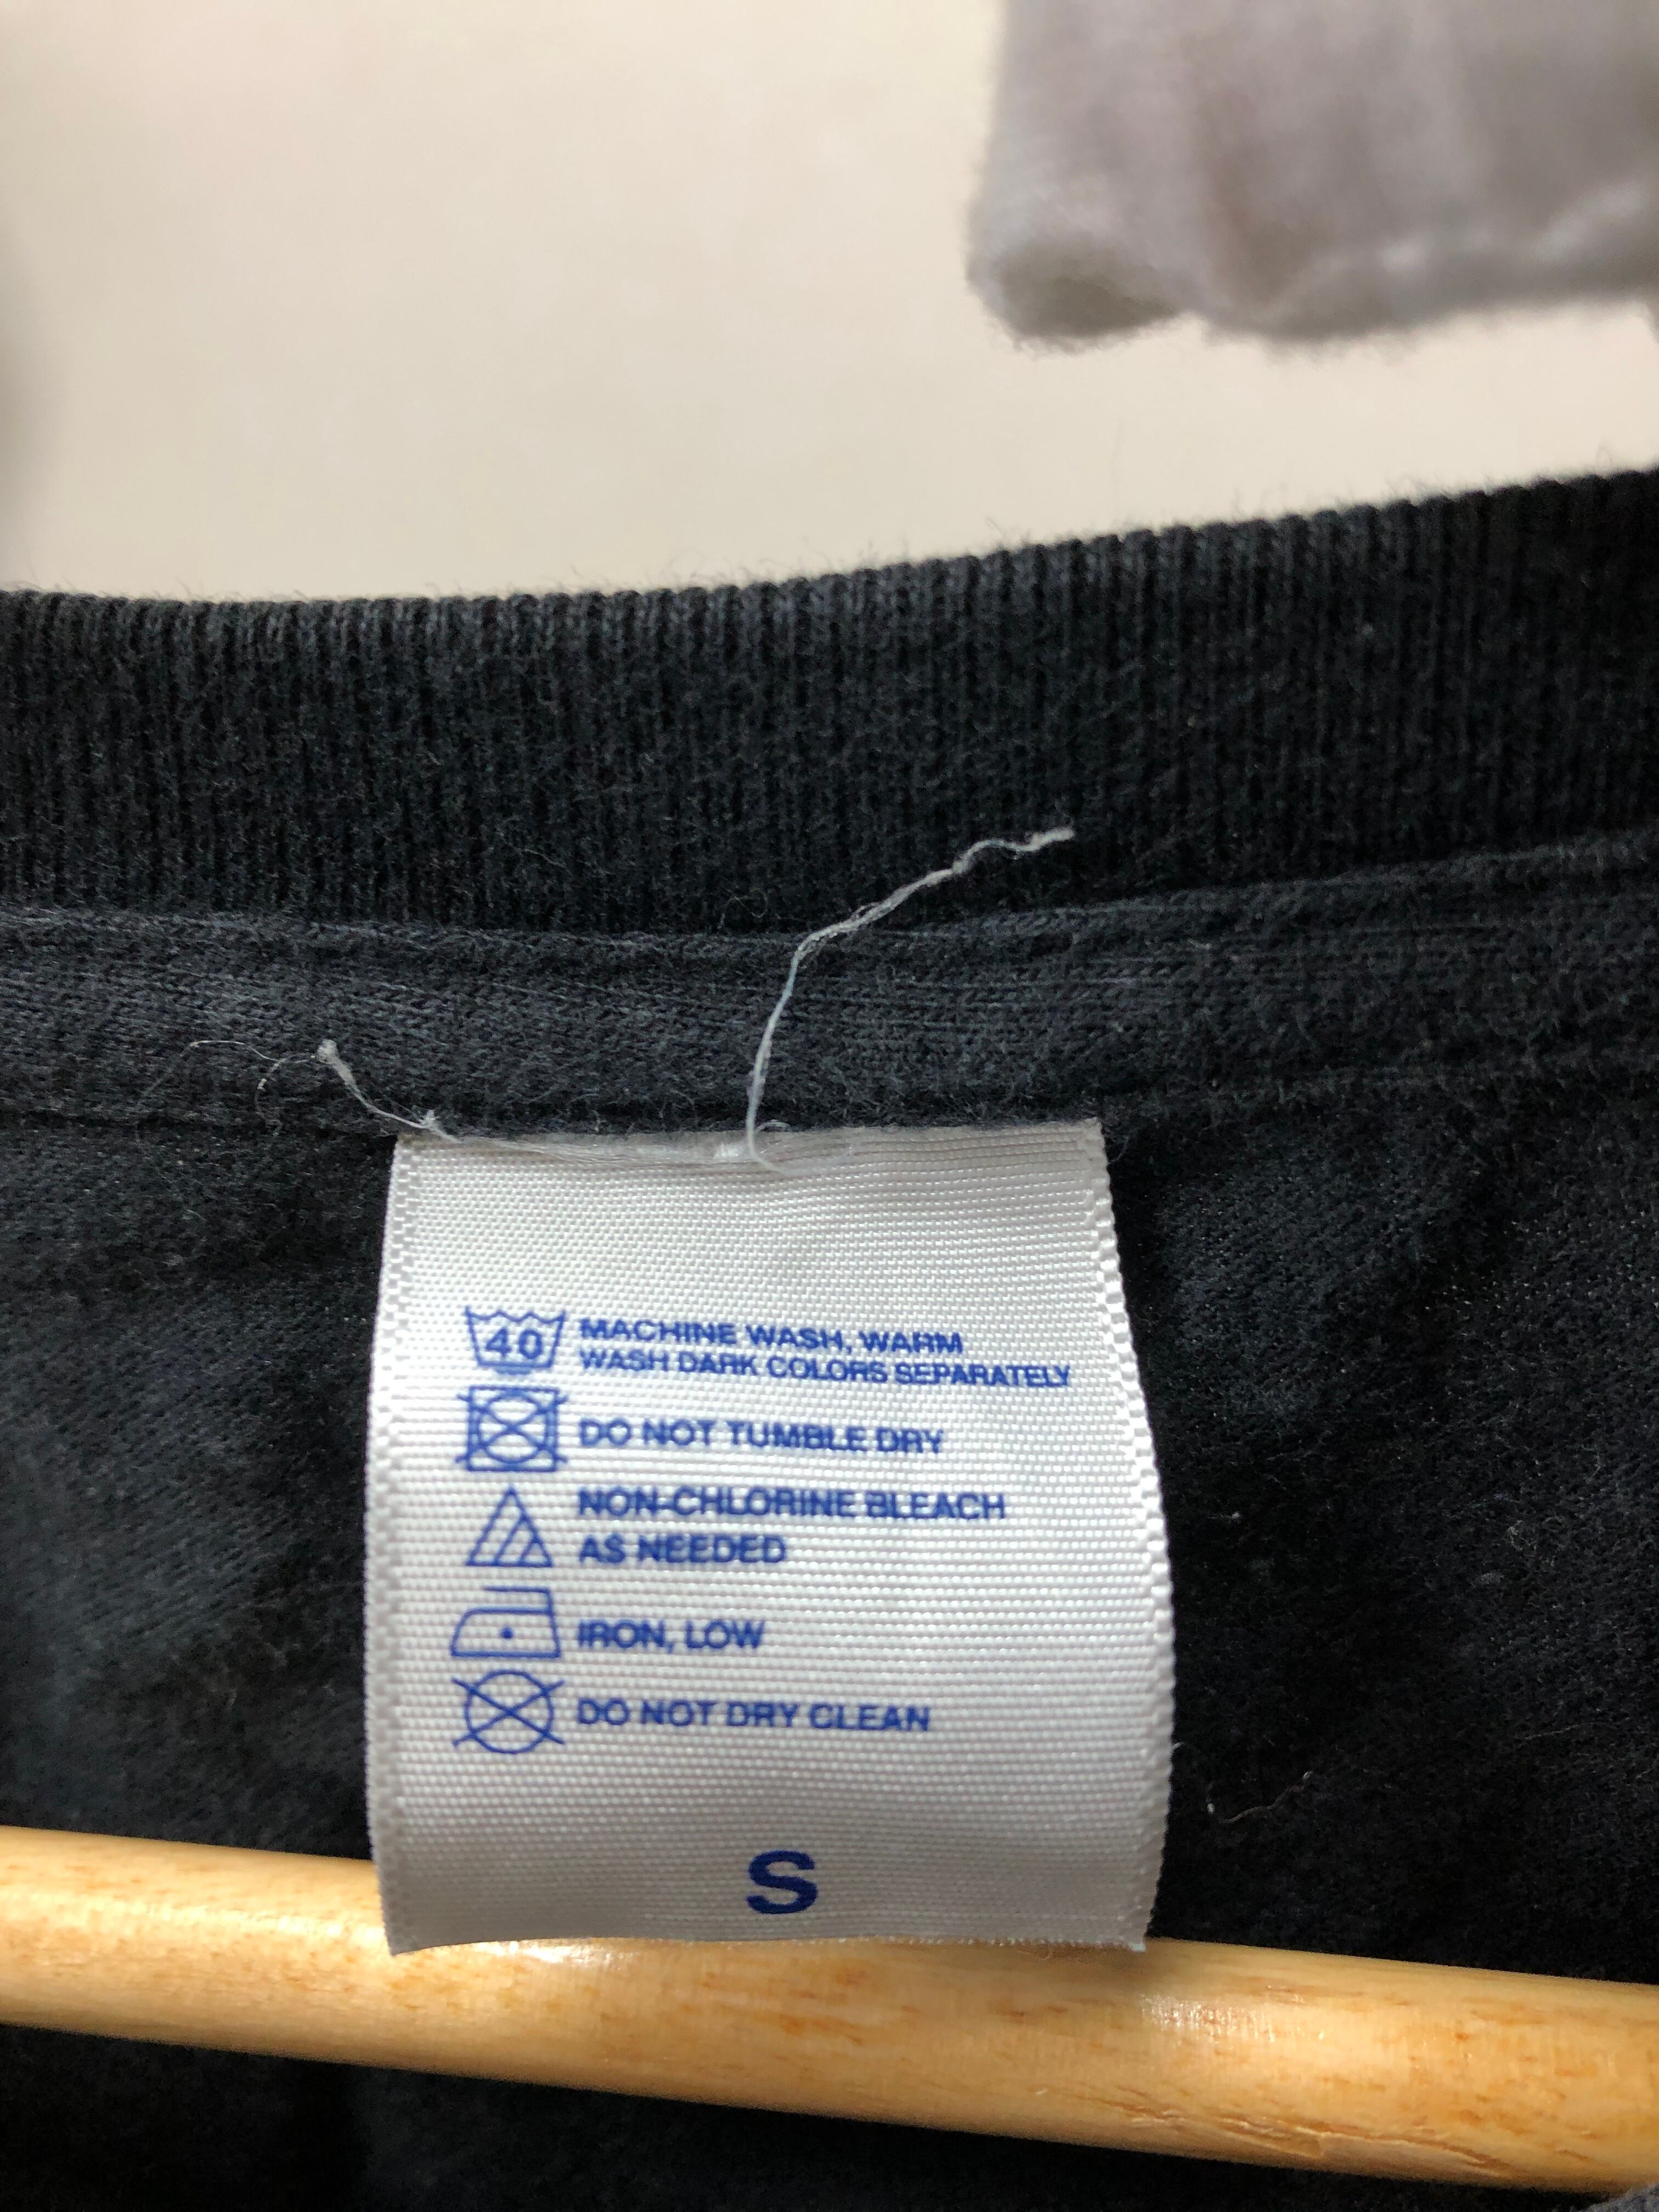 40 MACHINE WASH, WARM
WASH DARK COLORS SEPARATELY
DO NOT TUMBLE DRY
NON-CHLORINE BLEACH
AS NEEDED
IRON, LOW
DO NOT DRY CLEAN
S